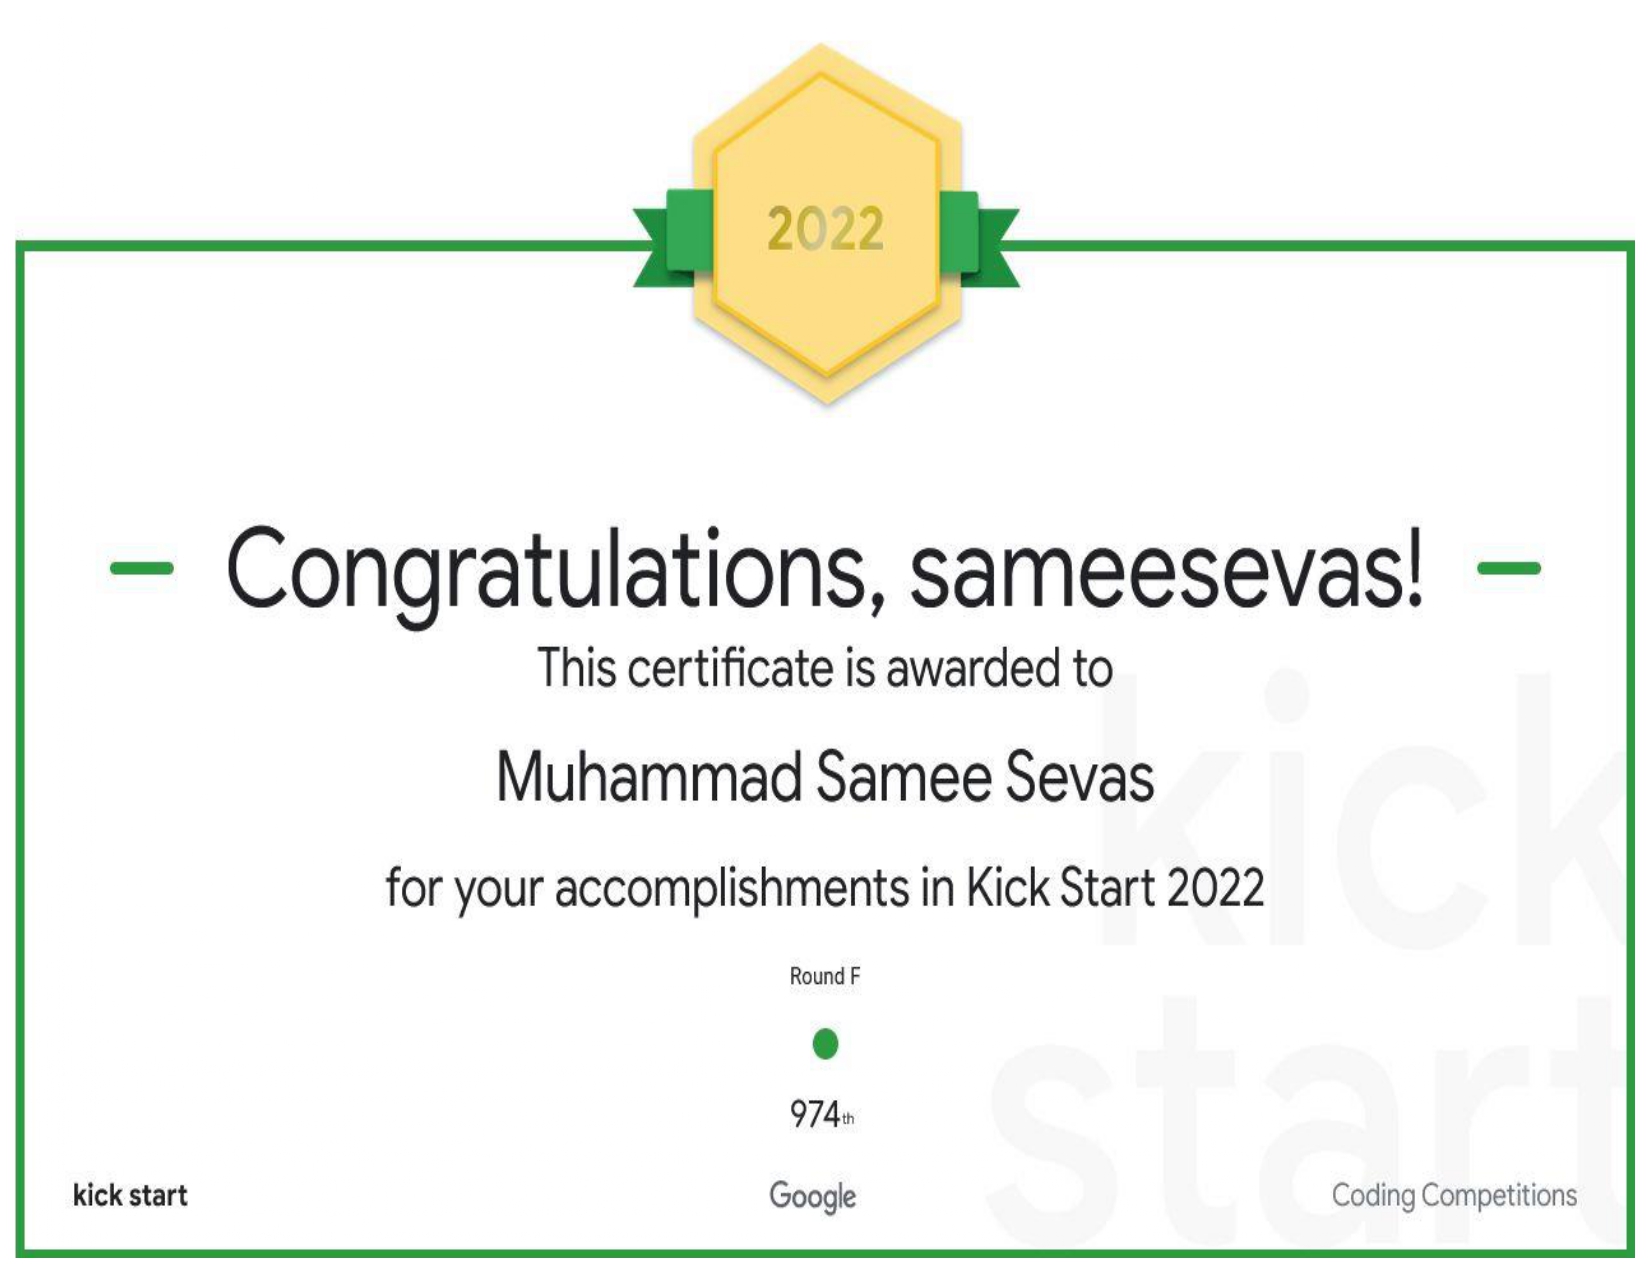 2022
Congratulations, sameesevas!
This certificate is awarded to
Muhammad Samee Sevas
for your accomplishments in Kick Start 2022
Round F
974th
kick start
Google
Coding Competitions
kick
start